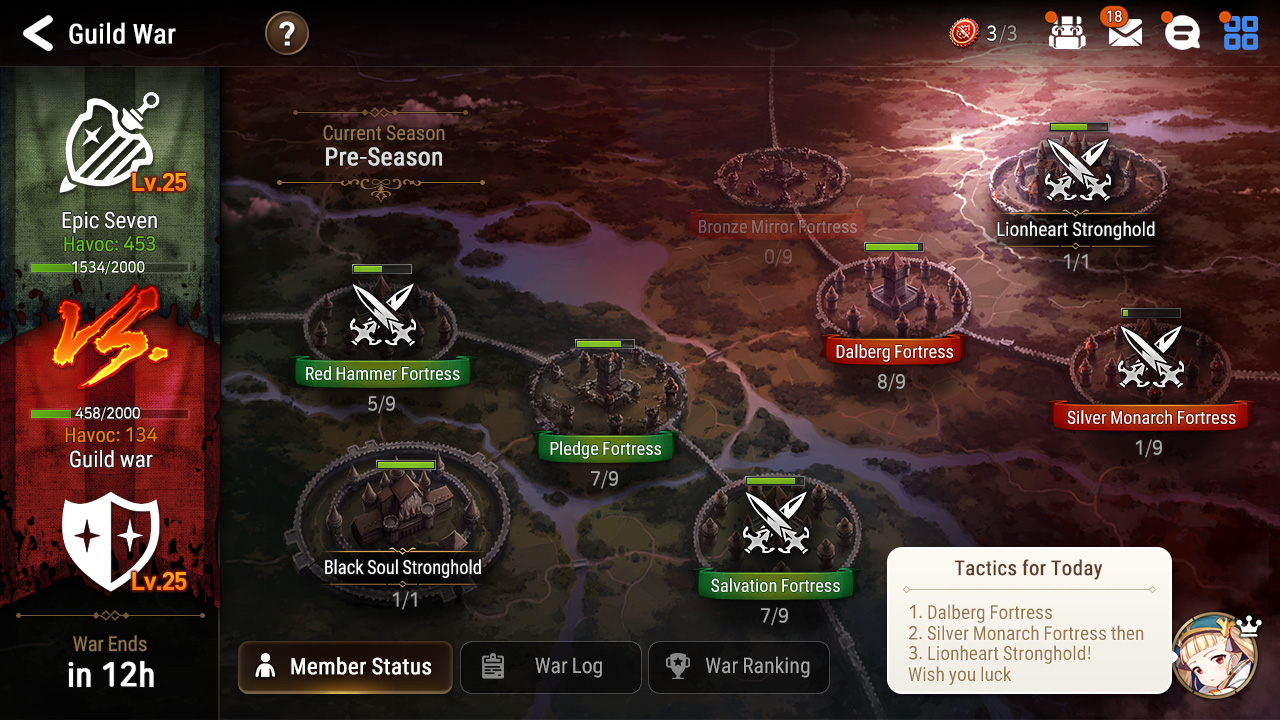 Guild War
?
3/3
18
Lv.25
Epic Seven
Havoc: 453
1534/2000
VS.
458/2000
Havoc: 134
Guild war
Lv.25
War Ends
in 12h
Current Season
Pre-Season
Bronze Mirror Fortress
0/9
Lionheart Stronghold
1/1
Red Hammer Fortress
5/9
Dalberg Fortress
8/9
Silver Monarch Fortress
1/9
Pledge Fortress
7/9
Black Soul Stronghold
1/1
Salvation Fortress
7/9
Tactics for Today
1. Dalberg Fortress
2. Silver Monarch Fortress then
3. Lionheart Stronghold!
Wish you luck
Member Status
War Log
War Ranking